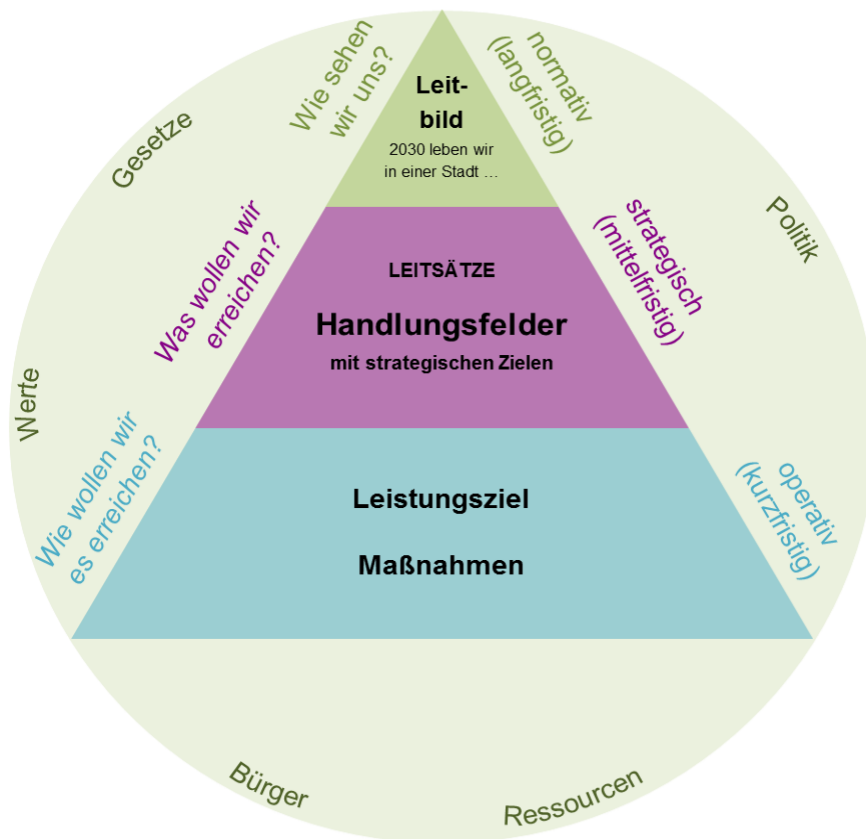 Wie sehen
wir uns?
Leit-
bild
2030 leben wir
in einer Stadt ...
normativ
(langfristig)
Gesetze
Politik
Was wollen wir
erreichen?
LEITSÄTZE
Handlungsfelder
mit strategischen Zielen
strategisch
(mittelfristig)
Werte
Wie wollen wir
es erreichen?
Leistungsziel
Maßnahmen
operativ
(kurzfristig)
Bürger
Ressourcen